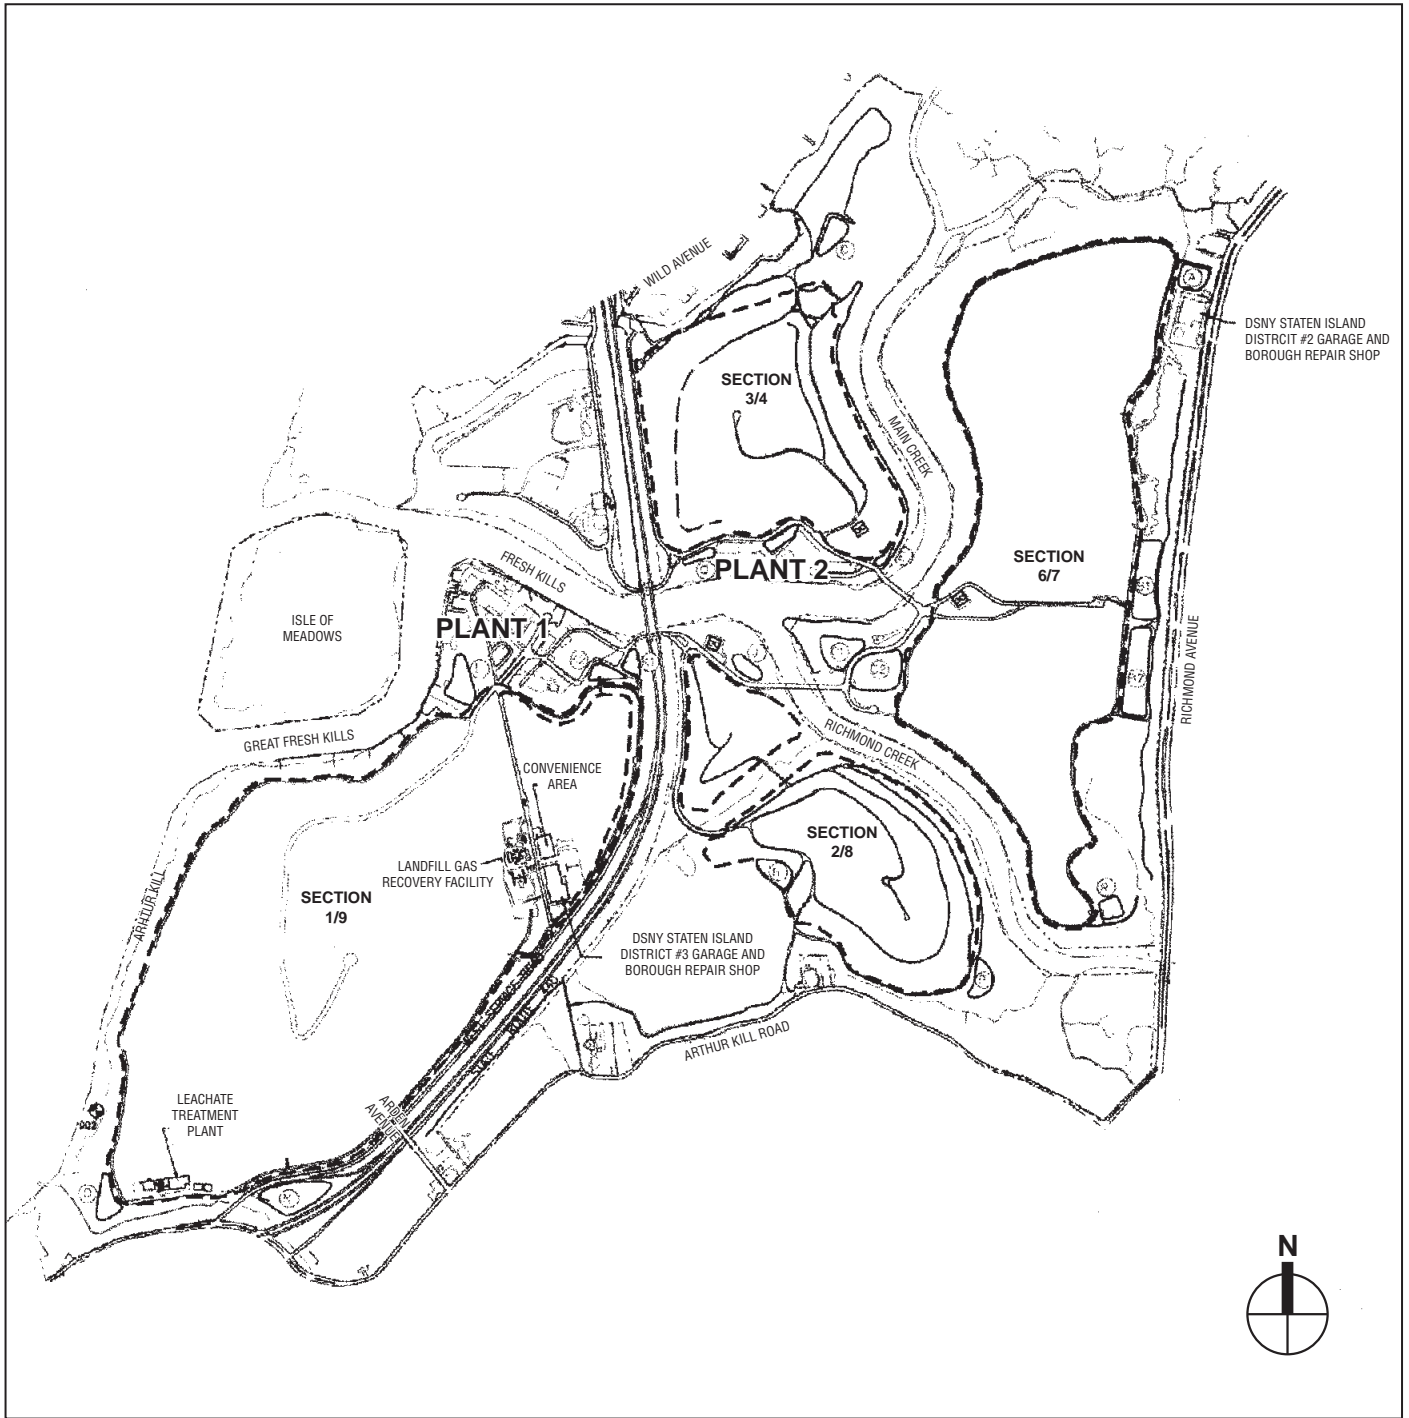 WILD AVENUE
DSNY STATEN ISLAND
DISTRCIT #2 GARAGE AND
BOROUGH REPAIR SHOP
SECTION
3/4
MAIN CREEK
SECTION
6/7
FRESH KILLS
PLANT 2
ISLE OF
MEADOWS
PLANT 1
RICHMOND AVENUE
GREAT FRESH KILLS
RICHMOND CREEK
CONVENIENCE
AREA
SECTION
2/8
LANDFILL GAS
RECOVERY FACILITY
SECTION
1/9
ARHTUR KILL
DSNY STATEN ISLAND
DISTRICT #3 GARAGE AND
BOROUGH REPAIR SHOP
ARTHUR KILL ROAD
ARDEN
AVENUE
LEACHATE
TREATMENT
PLANT
N